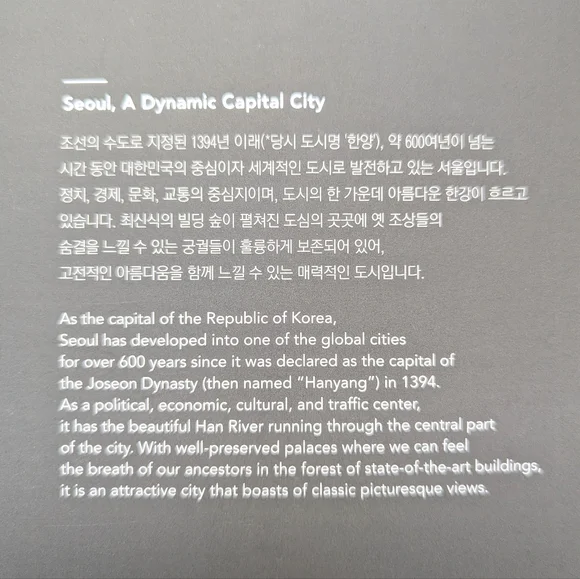 Seoul, A Dynamic Capital City
조선의 수도로 지정된 1394년 이래(*당시 도시명 '한양'), 약 600여년이 넘는
시간 동안 대한민국의 중심이자 세계적인 도시로 발전하고 있는 서울입니다.
정치, 경제, 문화, 교통의 중심지이며, 도시의 한 가운데 아름다운 한강이 흐르고
있습니다. 최신식의 빌딩 숲이 펼쳐진 도심의 곳곳에 옛 조상들의
숨결을 느낄 수 있는 궁궐들이 훌륭하게 보존되어 있어,
고전적인 아름다움을 함께 느낄 수 있는 매력적인 도시입니다.
As the capital of the Republic of Korea,
Seoul has developed into one of the global cities
for over 600 years since it was declared as the capital of
the Joseon Dynasty (then named “Hanyang”) in 1394.
As a political, economic, cultural, and traffic center,
it has the beautiful Han River running through the central part
of the city. With well-preserved palaces where we can feel
the breath of our ancestors in the forest of state-of-the-art buildings,
it is an attractive city that boasts of classic picturesque views.